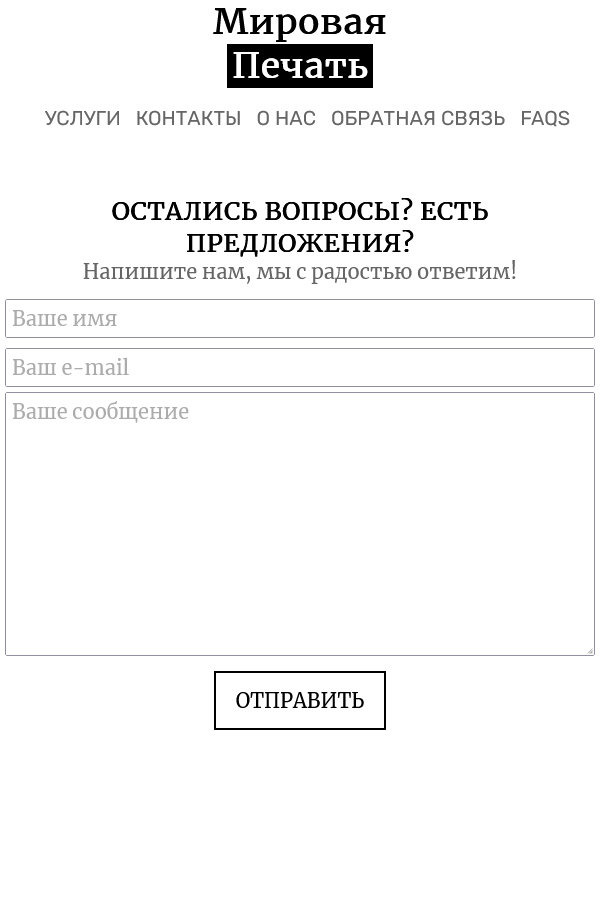 Мировая
Печать
УСЛУГИ КОНТАКТЫ О НАС ОБРАТНАЯ СВЯЗЬ FAQS
ОСТАЛИСЬ ВОПРОСЫ? ЕСТЬ
ПРЕДЛОЖЕНИЯ?
Напишите нам, мы с радостью ответим!
Ваше имя
Ваш e-mail
Ваше сообщение
ОТПРАВИТЬ